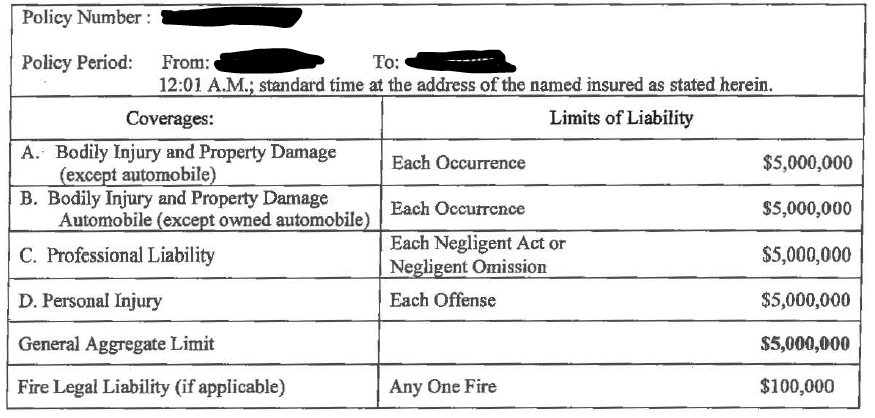 Policy Number :
Policy Period: From: To:
12:01 A.M.; standard time at the address of the named insured as stated herein.
Coverages: Limits of Liability
A. Bodily Injury and Property Damage
(except automobile)
Each Occurrence $5,000,000
B. Bodily Injury and Property Damage
Automobile (except owned automobile)
Each Occurrence $5,000,000
C. Professional Liability
Each Negligent Act or
Negligent Omission
$5,000,000
D. Personal Injury Each Offense $5,000,000
General Aggregate Limit $5,000,000
Fire Legal Liability (if applicable) Any One Fire $100,000